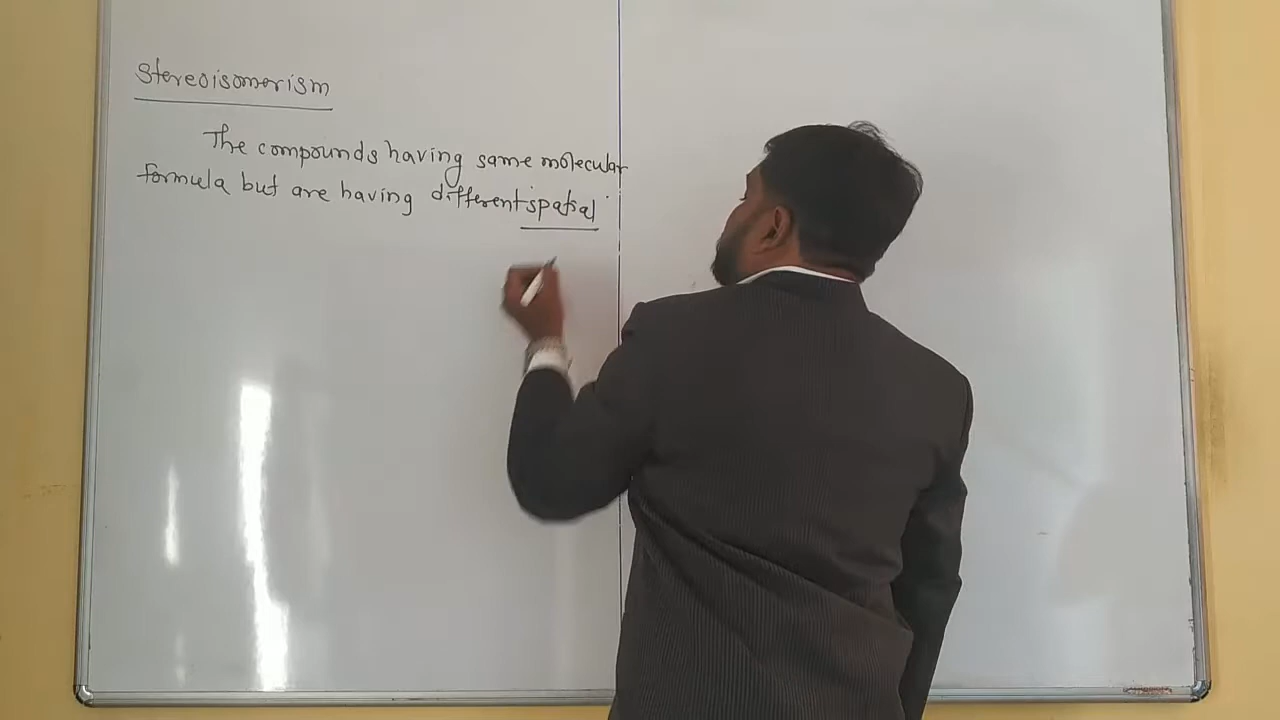 Stereoisomerism
The compounds having same molecular
formula but are having different spatial